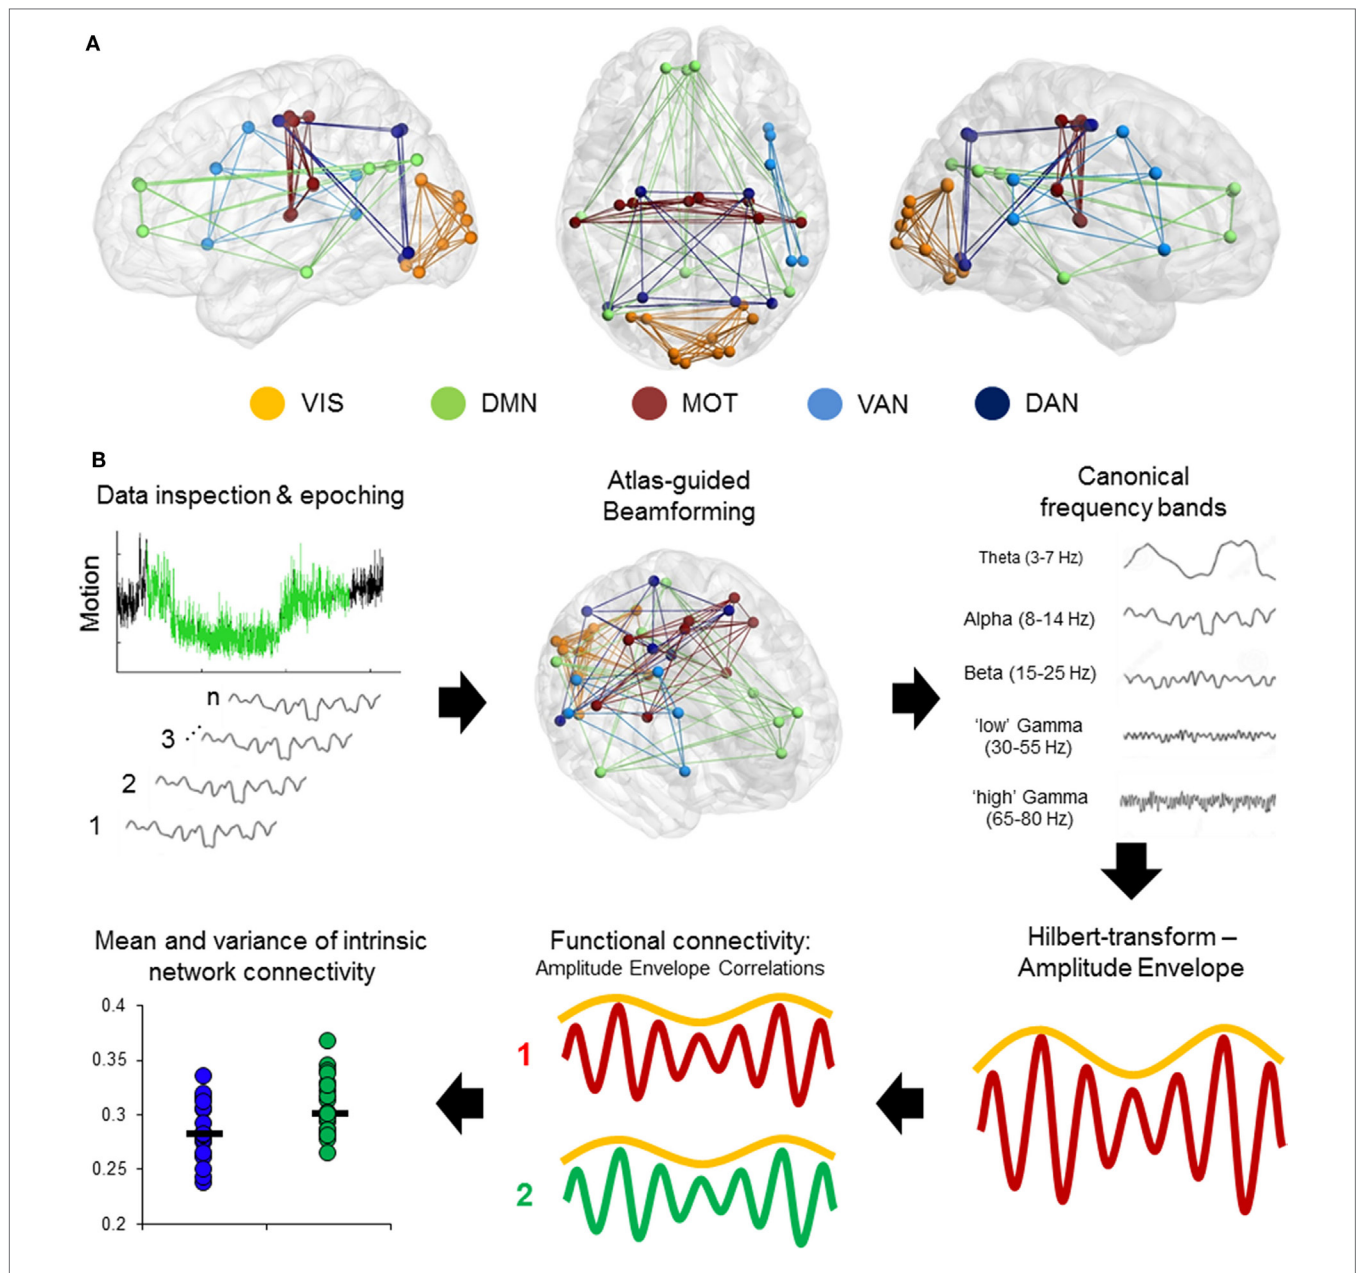 A
VIS
DMN
MOT
VAN
DAN
B
Data inspection & epoching
Motion
n
3
2
1
Atlas-guided
Beamforming
Canonical
frequency bands
Theta (3-7 Hz)
Alpha (8-14 Hz)
Beta (15-25 Hz)
'low' Gamma
(30-55 Hz)
'high' Gamma
(65-80 Hz)
Hilbert-transform –
Amplitude Envelope
Functional connectivity:
Amplitude Envelope Correlations
1
2
Mean and variance of intrinsic
network connectivity
0.4
0.35
0.3
0.25
0.2